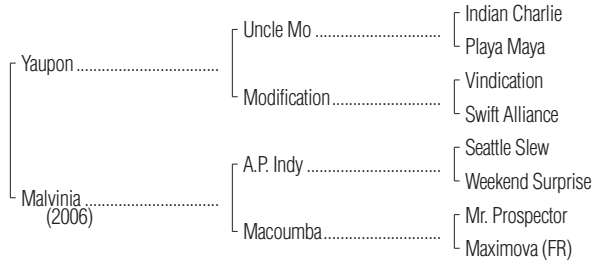 Indian Charlie
Uncle Mo ..................................
Playa Maya
Yaupon ......................................
Vindication
Modification.............................
Swift Alliance
Seattle Slew
A.P. Indy ...................................
Weekend Surprise
Malvinia ....................................
(2006)
Mr. Prospector
Macoumba...............................
Maximova (FR)